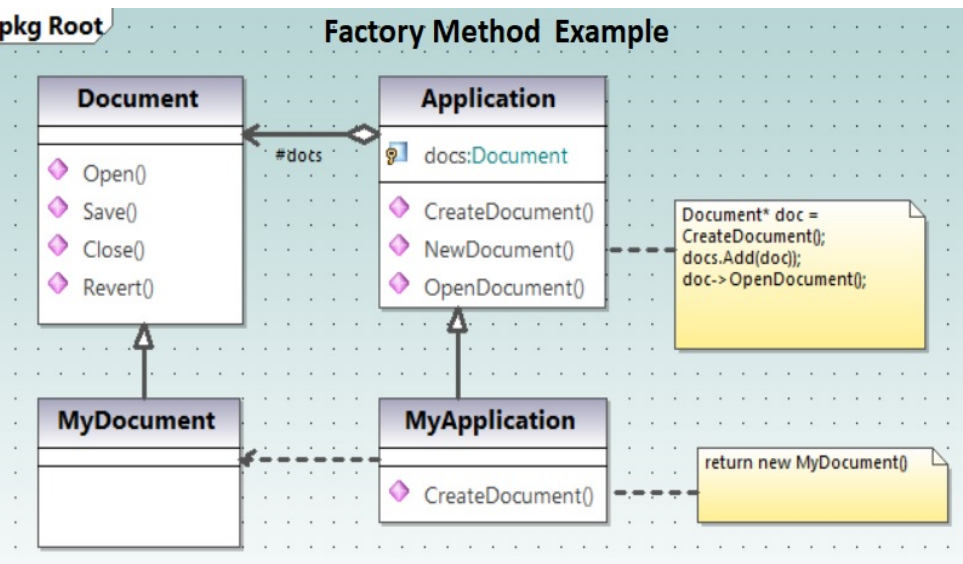 pkg Root
Factory Method Example
Document
Open()
Save()
Close()
Revert()
#docs
Application
docs:Document
CreateDocument()
NewDocument()
OpenDocument()
Document* doc =
CreateDocument();
docs.Add(doc));
doc->OpenDocument();
MyDocument
MyApplication
CreateDocument()
return new MyDocument()